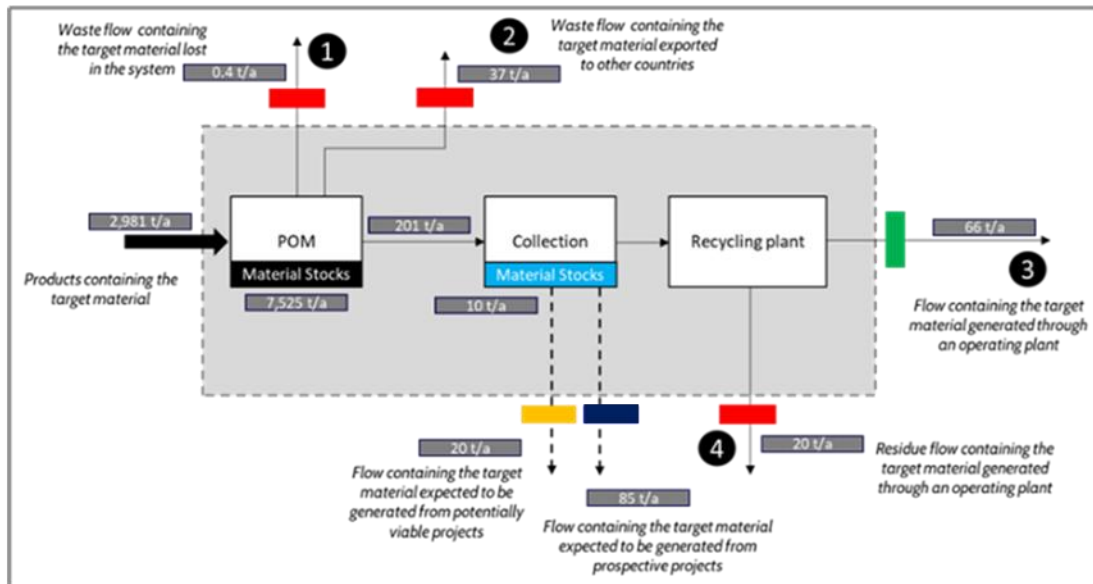 Waste flow containing
the target material lost
in the system
0.4 t/a
1
2
Waste flow containing the
target material exported
to other countries
37 t/a
2,981 t/a
Products containing the
target material
POM
Material Stocks
7,525 t/a
201 t/a
Collection
Material Stocks
10 t/a
Recycling plant
66 t/a
3
Flow containing the target
material generated through
an operating plant
20 t/a
Flow containing the target
material expected to be
generated from potentially
viable projects
85 t/a
Flow containing the target material
expected to be generated from
prospective projects
4
20 t/a
Residue flow containing the
target material generated
through an operating plant